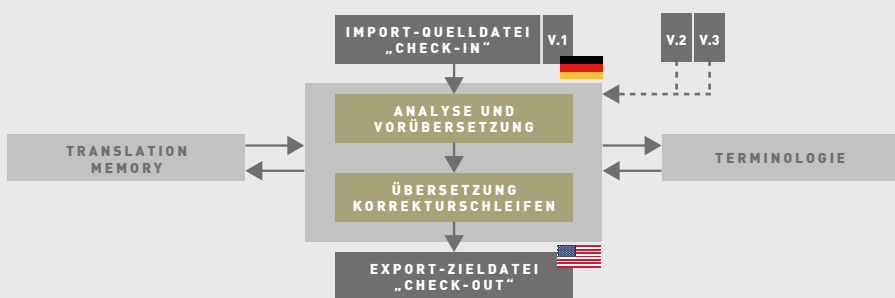 IMPORT-QUELLDATEI
„CHECK-IN“
V.1
V.2
V.3
ANALYSE UND
VORÜBERSETZUNG
TRANSLATION
MEMORY
TERMINOLOGIE
ÜBERSETZUNG
KORREKTURSCHLEIFEN
EXPORT-ZIELDATEI
„CHECK-OUT“